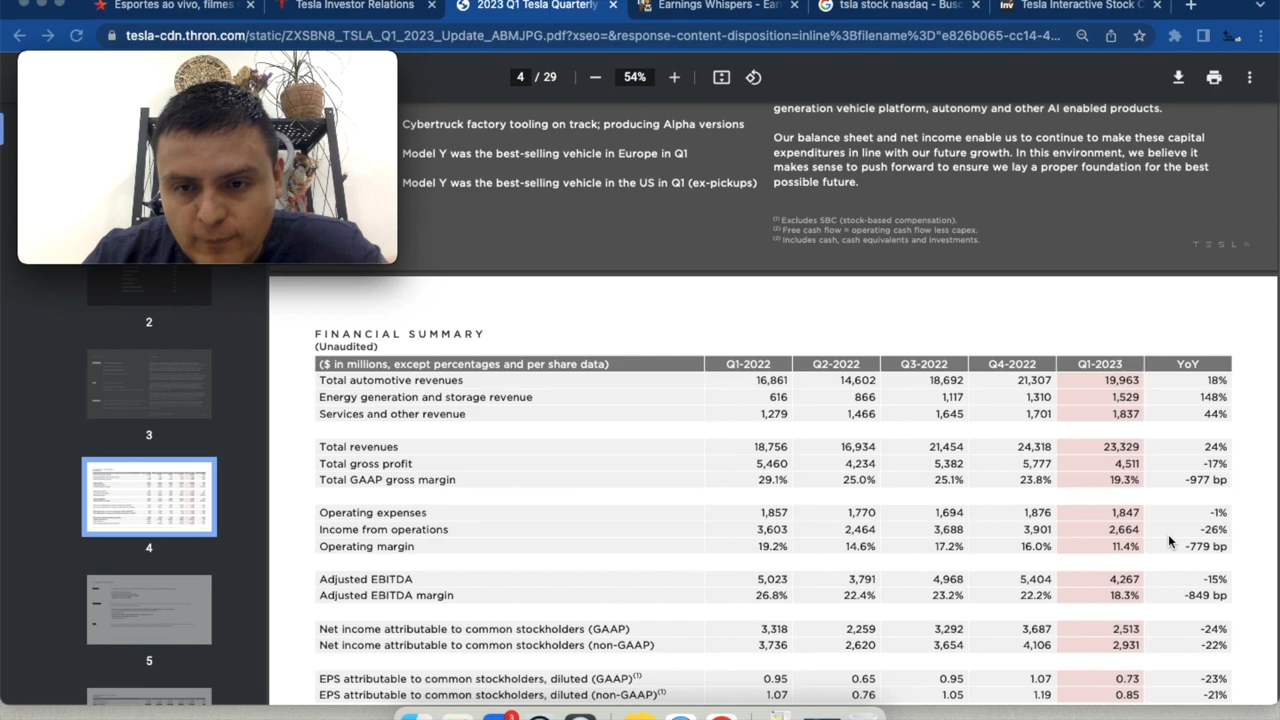 Esportes ao vivo, filmes e
Tesla Investor Relations
2023 Q1 Tesla Quarterly
Earnings Whispers - Earn
tsla stock nasdaq - Busc
Tesla Interactive Stock C
tesla-cdn.thron.com/static/ZXSBN8_TSLA_Q1_2023_Update_ABMJPG.pdf?xseo=&response-content-disposition=inline%3Bfilename%3D"e826b065-cc14-4...
4 / 29
54%
Cybertruck factory tooling on track; producing Alpha versions
Model Y was the best-selling vehicle in Europe in Q1
Model Y was the best-selling vehicle in the US in Q1 (ex-pickups)
generation vehicle platform, autonomy and other AI enabled products.
Our balance sheet and net income enable us to continue to make these capital
expenditures in line with our future growth. In this environment, we believe it
makes sense to push forward to ensure we lay a proper foundation for the best
possible future.
(1) Excludes SBC (stock-based compensation).
(2) Free cash flow = operating cash flow less capex.
(3) Includes cash, cash equivalents and investments.
TESLA
2
3
4
5
FINANCIAL SUMMARY
(Unaudited)
($ in millions, except percentages and per share data) Q1-2022 Q2-2022 Q3-2022 Q4-2022 Q1-2023 YoY
Total automotive revenues 16,861 14,602 18,692 21,307 19,963 18%
Energy generation and storage revenue 616 866 1,117 1,310 1,529 148%
Services and other revenue 1,279 1,466 1,645 1,701 1,837 44%
Total revenues 18,756 16,934 21,454 24,318 23,329 24%
Total gross profit 5,460 4,234 5,382 5,777 4,511 -17%
Total GAAP gross margin 29.1% 25.0% 25.1% 23.8% 19.3% -977 bp
Operating expenses 1,857 1,770 1,694 1,876 1,847 -1%
Income from operations 3,603 2,464 3,688 3,901 2,664 -26%
Operating margin 19.2% 14.6% 17.2% 16.0% 11.4% -779 bp
Adjusted EBITDA 5,023 3,791 4,968 5,404 4,267 -15%
Adjusted EBITDA margin 26.8% 22.4% 23.2% 22.2% 18.3% -849 bp
Net income attributable to common stockholders (GAAP) 3,318 2,259 3,292 3,687 2,513 -24%
Net income attributable to common stockholders (non-GAAP) 3,736 2,620 3,654 4,106 2,931 -22%
EPS attributable to common stockholders, diluted (GAAP)(1) 0.95 0.65 0.95 1.07 0.73 -23%
EPS attributable to common stockholders, diluted (non-GAAP)(1) 1.07 0.76 1.05 1.19 0.85 -21%